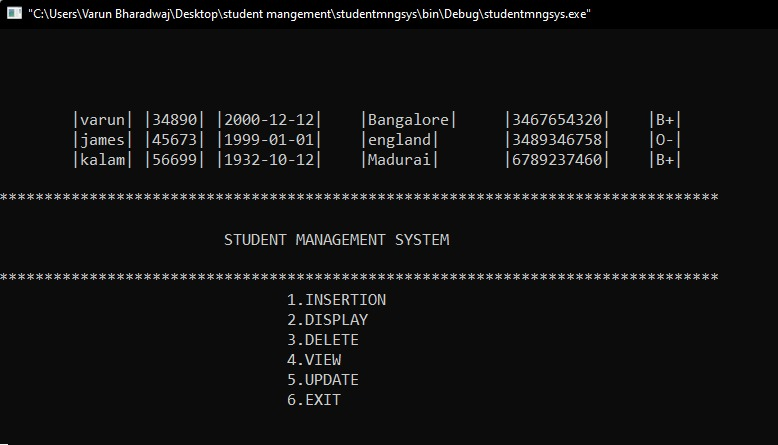 "C:\Users\Varun Bharadwaj\Desktop\student mangement\studentmngsys\bin\Debug\studentmngsys.exe"
|varun| |34890| |2000-12-12| |Bangalore| |3467654320| |B+|
|james| |45673| |1999-01-01| |england| |3489346758| |O-|
|kalam| |56699| |1932-10-12| |Madurai| |6789237460| |B+|
********************************************************************************
STUDENT MANAGEMENT SYSTEM
********************************************************************************
1.INSERTION
2.DISPLAY
3.DELETE
4.VIEW
5.UPDATE
6.EXIT